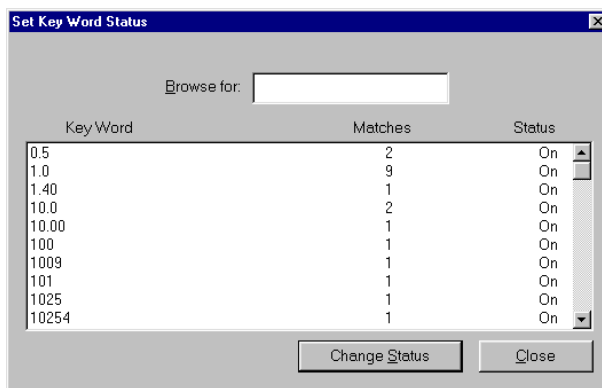 Set Key Word Status
Browse for:
Key Word Matches Status
0.5 2 On
1.0 9 On
1.40 1 On
10.0 2 On
10.00 1 On
100 1 On
1009 1 On
101 1 On
1025 1 On
10254 1 On
Change Status Close